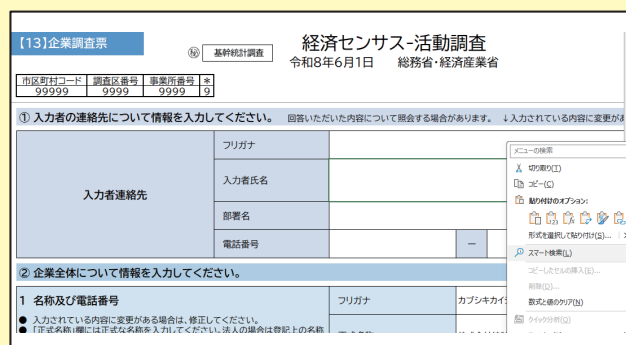 【13】企業調査票
㊙ 基幹統計調査
経済センサス‐活動調査
令和8年6月1日 総務省・経済産業省
市区町村コード 調査区番号 事業所番号 *
99999 9999 9999 9
① 入力者の連絡先について情報を入力してください。 回答いただいた内容について照会する場合があります。 ↓入力されている内容に変更があ
入力者連絡先
フリガナ
入力者氏名
部署名
電話番号 −
メニューの検索
切り取り(T)
コピー(C)
貼り付けのオプション:
形式を選択して貼り付け(S)...
スマート検索(L)
コピーしたセルの挿入(E)...
削除(D)...
数式と値のクリア(N)
クイック分析(Q)
② 企業全体について情報を入力してください。
1 名称及び電話番号
フリガナ カブシキカイ
● 入力されている内容に変更がある場合は、修正してください。
● 「正式名称」欄には正式な名称を入力してください。法人の場合は登記上の名称